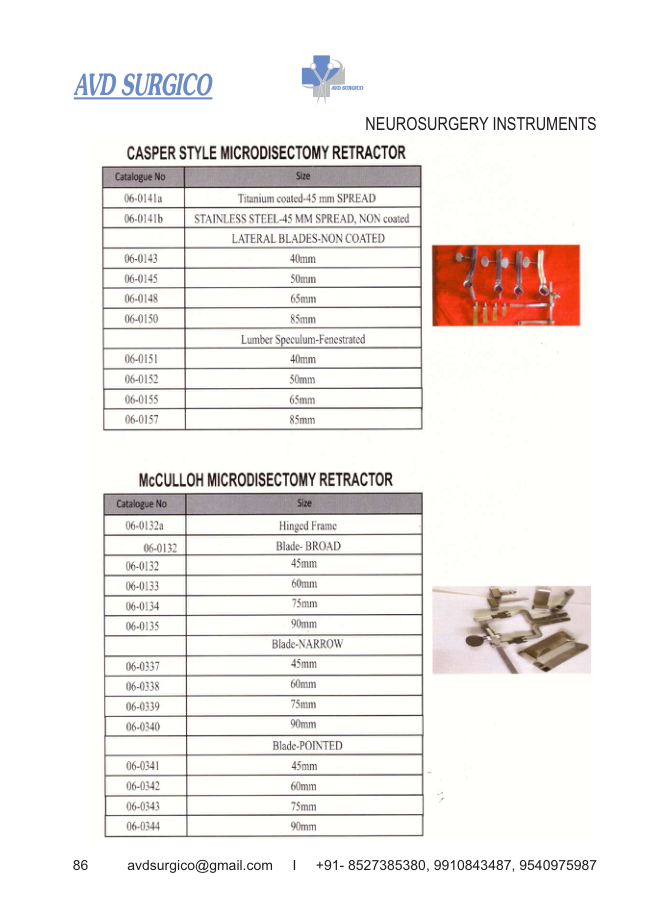 AVD SURGICO
AVD SURGICO
NEUROSURGERY INSTRUMENTS
CASPER STYLE MICRODISECTOMY RETRACTOR
Catalogue No Size
06-0141a Titanium coated-45 mm SPREAD
06-0141b STAINLESS STEEL-45 MM SPREAD, NON coated
LATERAL BLADES-NON COATED
06-0143 40mm
06-0145 50mm
06-0148 65mm
06-0150 85mm
Lumber Speculum-Fenestrated
06-0151 40mm
06-0152 50mm
06-0155 65mm
06-0157 85mm
McCULLOH MICRODISECTOMY RETRACTOR
Catalogue No Size
06-0132a Hinged Frame
06-0132 Blade- BROAD
06-0132 45mm
06-0133 60mm
06-0134 75mm
06-0135 90mm
Blade-NARROW
06-0337 45mm
06-0338 60mm
06-0339 75mm
06-0340 90mm
Blade-POINTED
06-0341 45mm
06-0342 60mm
06-0343 75mm
06-0344 90mm
86 avdsurgico@gmail.com I +91- 8527385380, 9910843487, 9540975987